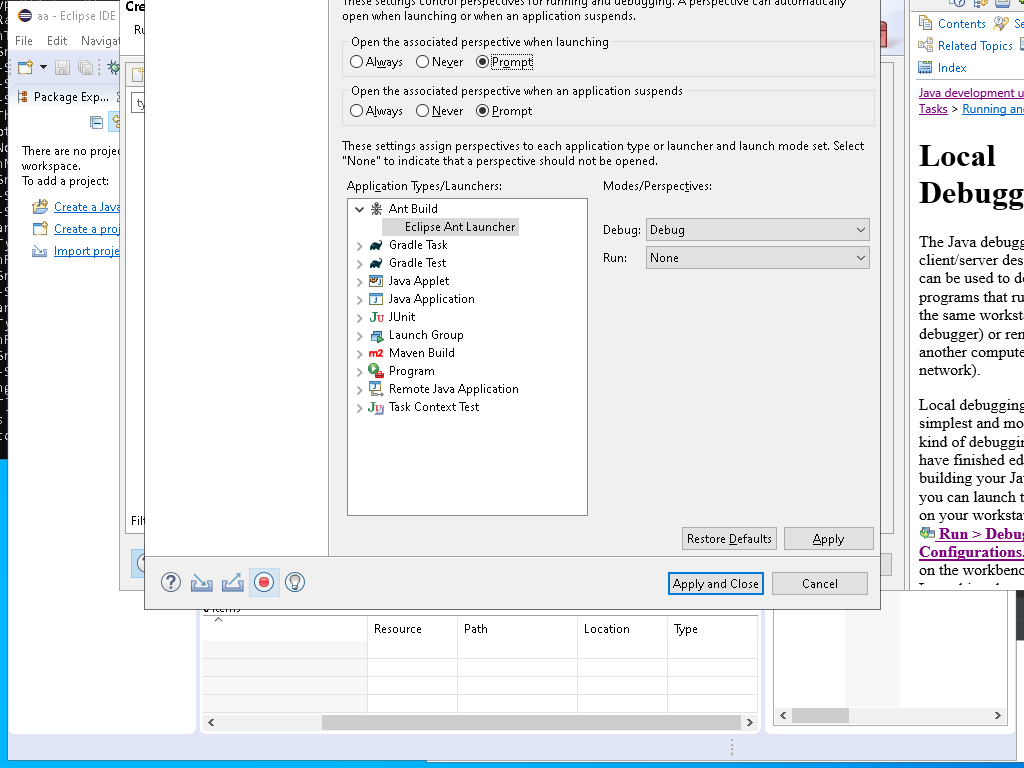 aa - Eclipse IDE
File Edit Navigat
Package Exp...
There are no proje
workspace.
To add a project:
Create a Java
Create a proj
Import proje
Cre
Ru
ty
Filt
These settings control perspectives for running and debugging. A perspective can automatically
open when launching or when an application suspends.
Open the associated perspective when launching
Always Never Prompt
Open the associated perspective when an application suspends
Always Never Prompt
These settings assign perspectives to each application type or launcher and launch mode set. Select
"None" to indicate that a perspective should not be opened.
Application Types/Launchers:
Modes/Perspectives:
Ant Build
Eclipse Ant Launcher
Gradle Task
Gradle Test
Java Applet
Java Application
JUnit
Launch Group
Maven Build
Program
Remote Java Application
Task Context Test
Debug: Debug
Run: None
Restore Defaults Apply
Apply and Close Cancel
Resource Path Location Type
Contents Se
Related Topics
Index
Java development u
Tasks > Running and
Local
Debugg
The Java debugg
client/server des
can be used to de
programs that ru
the same worksta
debugger) or rem
another compute
network).
Local debugging
simplest and mo
kind of debuggin
have finished ed
building your Jav
you can launch t
on your workstat
Run > Debug
Configurations.
on the workbenc